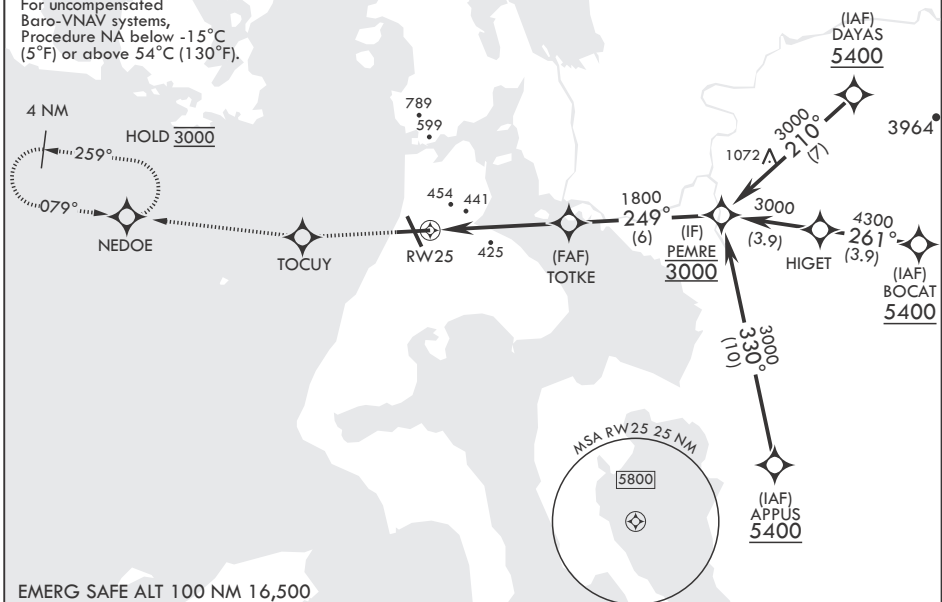 For uncompensated
Baro-VNAV systems,
Procedure NA below -15°C
(5°F) or above 54°C (130°F).
(IAF)
DAYAS
5400
4 NM
HOLD 3000
259°
079°
NEDOE
TOCUY
789
599
454
441
425
RW25
(FAF)
TOTKE
1800
249°
(6)
(IF)
PEMRE
3000
1072
3000
210°
(7)
3964
3000
(3.9)
HIGET
4300
261°
(3.9)
(IAF)
BOCAT
5400
3000
330°
(10)
(IAF)
APPUS
5400
MSA RW25 25 NM
5800
EMERG SAFE ALT 100 NM 16,500